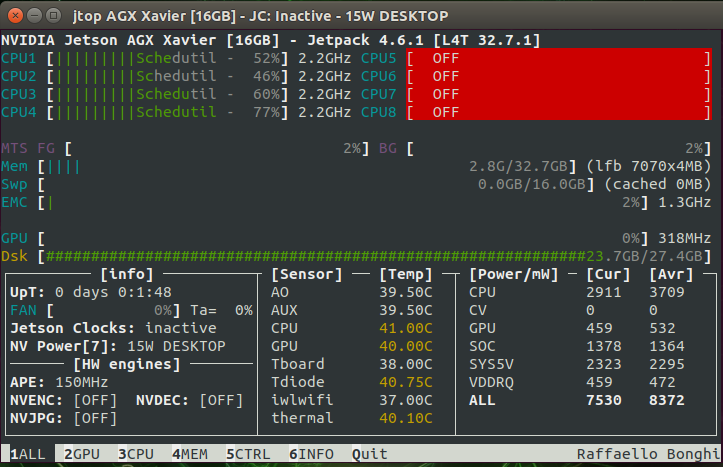 jtop AGX Xavier [16GB] - JC: Inactive - 15W DESKTOP
NVIDIA Jetson AGX Xavier [16GB] - Jetpack 4.6.1 [L4T 32.7.1]
CPU1 [|||||||||Schedutil - 52%] 2.2GHz CPU5 [ OFF ]
CPU2 [|||||||||Schedutil - 46%] 2.2GHz CPU6 [ OFF ]
CPU3 [|||||||||Schedutil - 60%] 2.2GHz CPU7 [ OFF ]
CPU4 [|||||||||Schedutil - 77%] 2.2GHz CPU8 [ OFF ]
MTS FG [ 2%] BG [ 2%]
Mem [|||| 2.8G/32.7GB] (lfb 7070x4MB)
Swp [ 0.0GB/16.0GB] (cached 0MB)
EMC [| 2%] 1.3GHz
GPU [ 0%] 318MHz
Dsk [############################################################23.7GB/27.4GB]
[info] [Sensor] [Temp] [Power/mW] [Cur] [Avr]
UpT: 0 days 0:1:48 AO 39.50C CPU 2911 3709
FAN [ 0%] Ta= 0% AUX 39.50C CV 0 0
Jetson Clocks: inactive CPU 41.00C GPU 459 532
NV Power[7]: 15W DESKTOP GPU 40.00C SOC 1378 1364
[HW engines] Tboard 38.00C SYS5V 2323 2295
APE: 150MHz Tdiode 40.75C VDDRQ 459 472
NVENC: [OFF] NVDEC: [OFF] iwlwifi 37.00C ALL 7530 8372
NVJPG: [OFF] thermal 40.10C
1ALL 2GPU 3CPU 4MEM 5CTRL 6INFO Quit Raffaello Bonghi